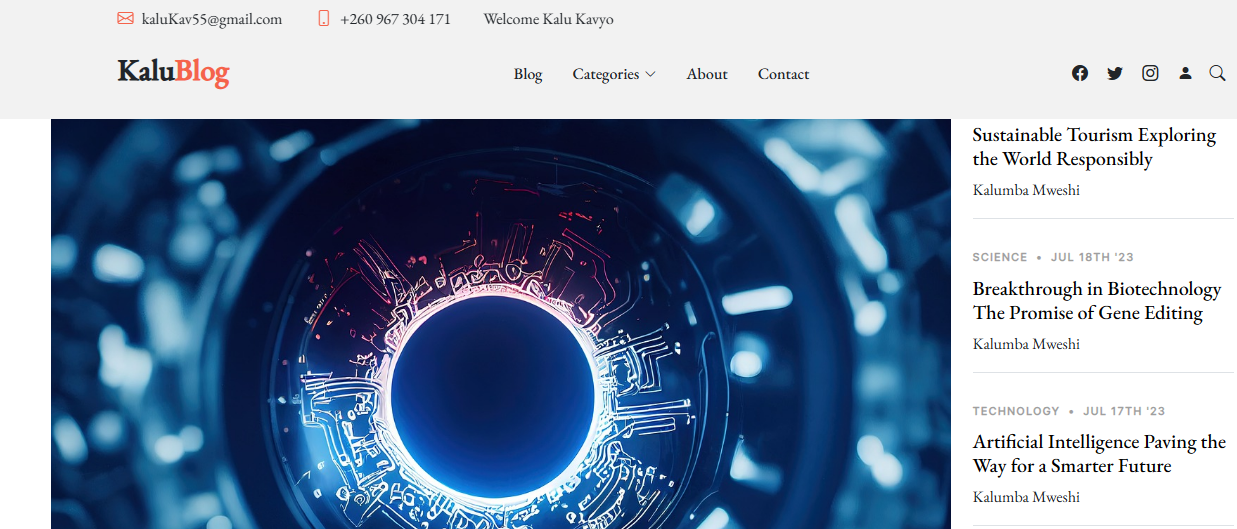 kaluKav55@gmail.com +260 967 304 171 Welcome Kalu Kavyo
KaluBlog Blog Categories About Contact
Sustainable Tourism Exploring
the World Responsibly
Kalumba Mweshi
SCIENCE • JUL 18TH '23
Breakthrough in Biotechnology
The Promise of Gene Editing
Kalumba Mweshi
TECHNOLOGY • JUL 17TH '23
Artificial Intelligence Paving the
Way for a Smarter Future
Kalumba Mweshi